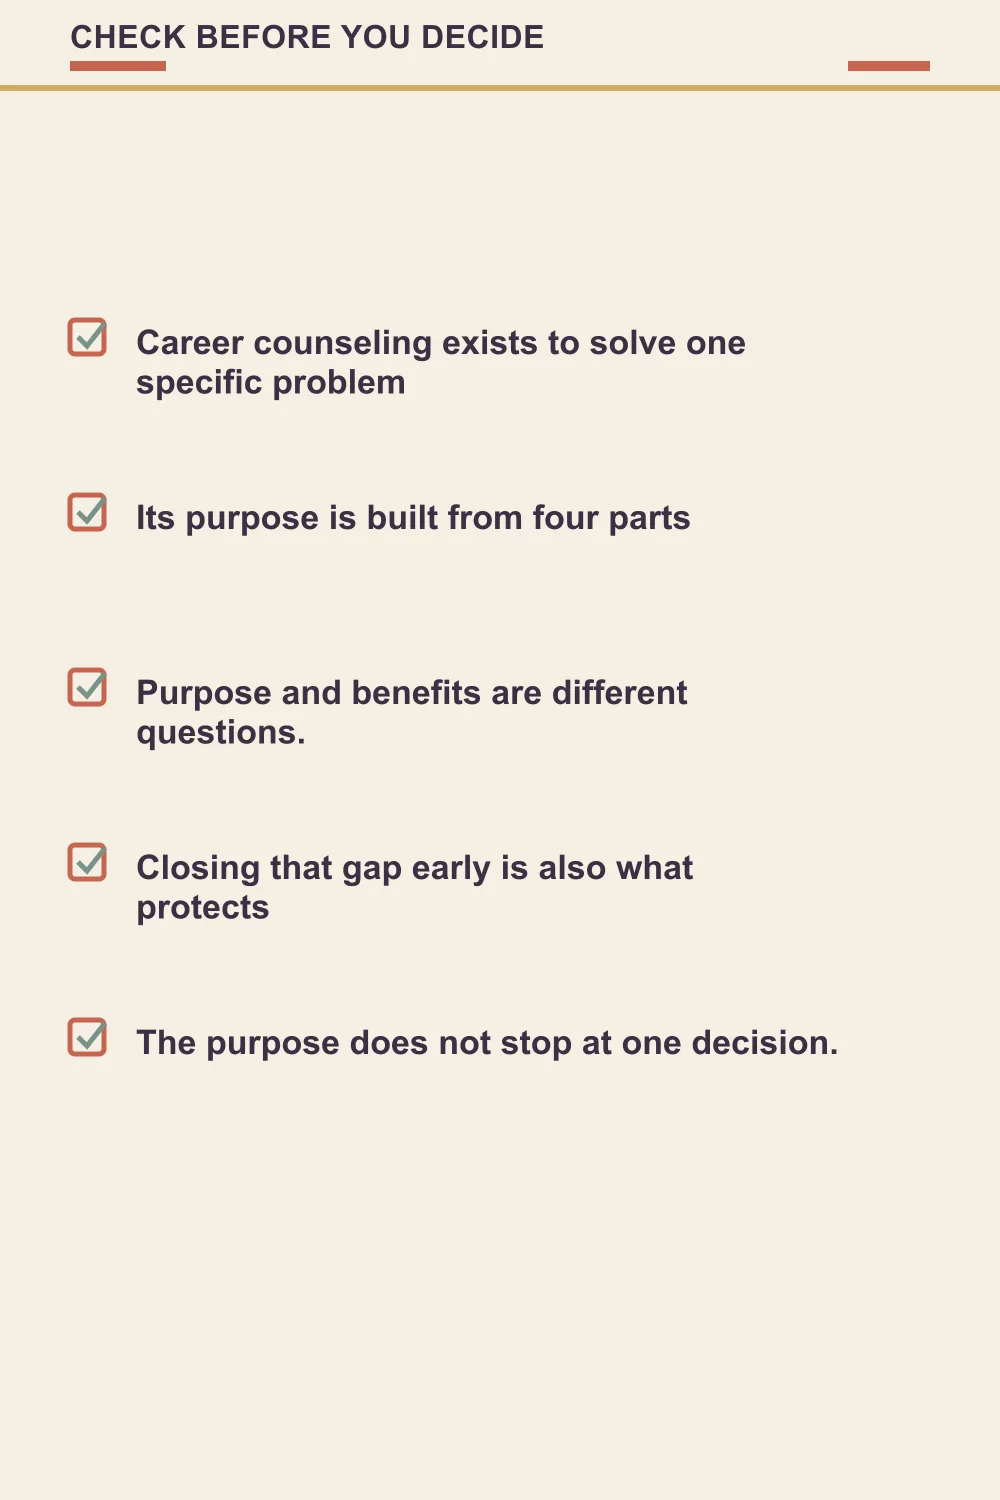 CHECK BEFORE YOU DECIDE
Career counseling exists to solve one
specific problem
Its purpose is built from four parts
Purpose and benefits are different
questions.
Closing that gap early is also what
protects
The purpose does not stop at one decision.